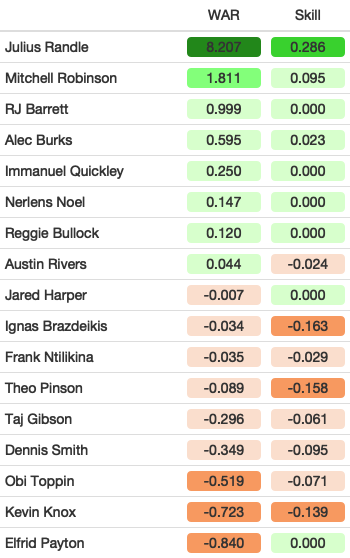 WAR Skill
Julius Randle 8.207 0.286
Mitchell Robinson 1.811 0.095
RJ Barrett 0.999 0.000
Alec Burks 0.595 0.023
Immanuel Quickley 0.250 0.000
Nerlens Noel 0.147 0.000
Reggie Bullock 0.120 0.000
Austin Rivers 0.044 -0.024
Jared Harper -0.007 0.000
Ignas Brazdeikis -0.034 -0.163
Frank Ntilikina -0.035 -0.029
Theo Pinson -0.089 -0.158
Taj Gibson -0.296 -0.061
Dennis Smith -0.349 -0.095
Obi Toppin -0.519 -0.071
Kevin Knox -0.723 -0.139
Elfrid Payton -0.840 0.000